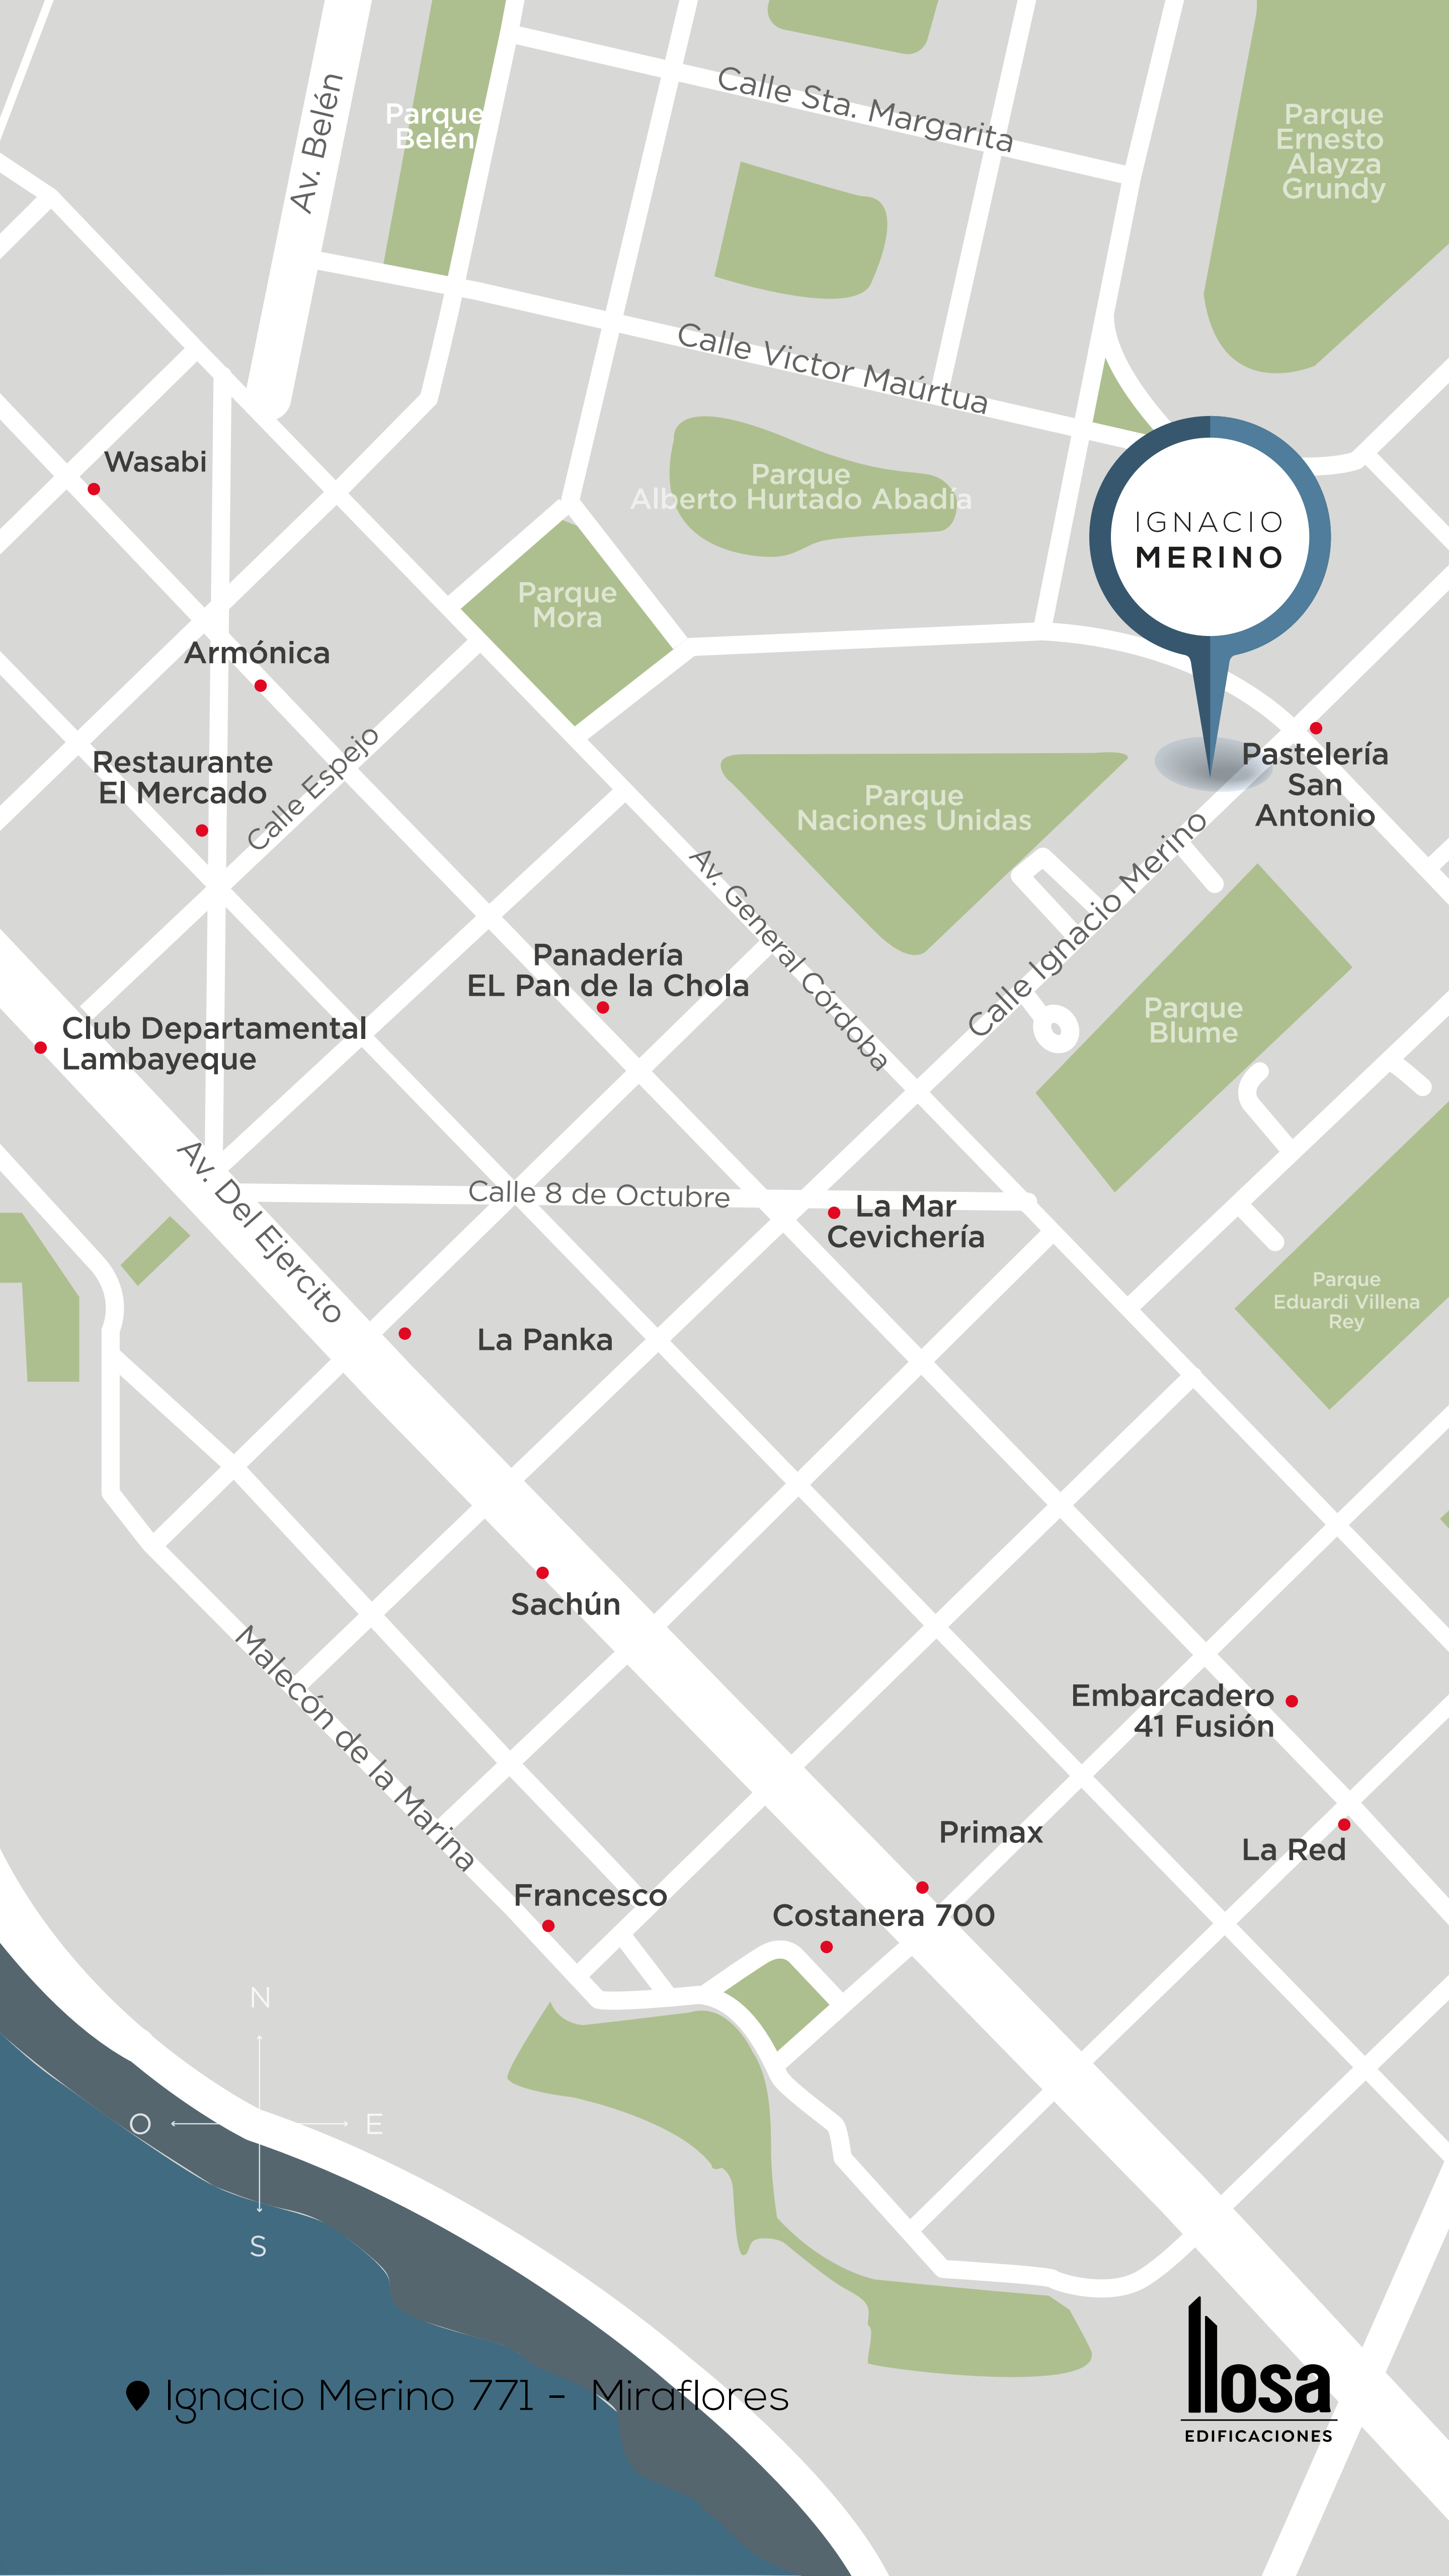 Calle Sta. Margarita
Av. Belén
Parque
Belén
Parque
Ernesto
Alayza
Grundy
Calle Victor Maúrtua
Wasabi
Parque
Alberto Hurtado Abadía
IGNACIO
MERINO
Parque
Mora
Armónica
Restaurante
El Mercado
Calle Espejo
Pastelería
San
Antonio
Parque
Naciones Unidas
Av. General Córdoba
Calle Ignacio Merino
Panadería
EL Pan de la Chola
Parque
Blume
Club Departamental
Lambayeque
Av. Del Ejercito
Calle 8 de Octubre
La Mar
Cevichería
Parque
Eduardi Villena
Rey
La Panka
Sachún
Malecón de la Marina
Embarcadero
41 Fusión
Primax
La Red
Francesco
Costanera 700
N
O
E
S
Ignacio Merino 771 - Miraflores
llosa
EDIFICACIONES